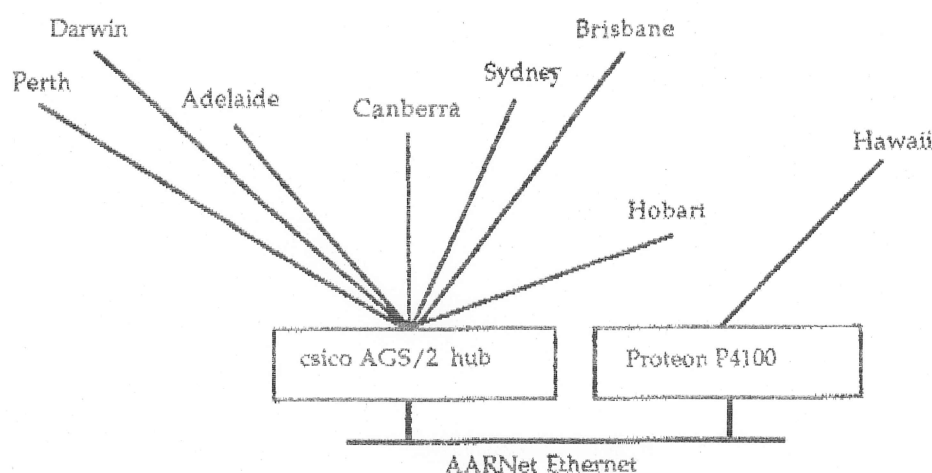 Darwin
Brisbane
Perth
Sydney
Adelaide
Canberra
Hawaii
Hobart
csico AGS/2 hub
Proteon P4100
AARNet Ethernet